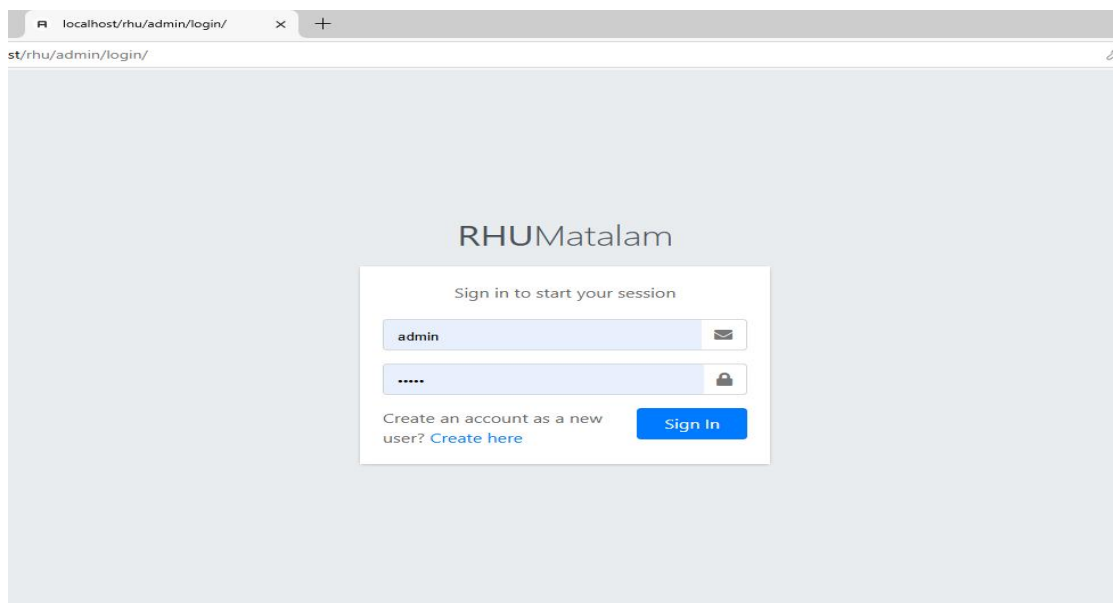 localhost/rhu/admin/login/
st/rhu/admin/login/
RHUMatalam
Sign in to start your session
admin
•••••
Create an account as a new
user? Create here
Sign In